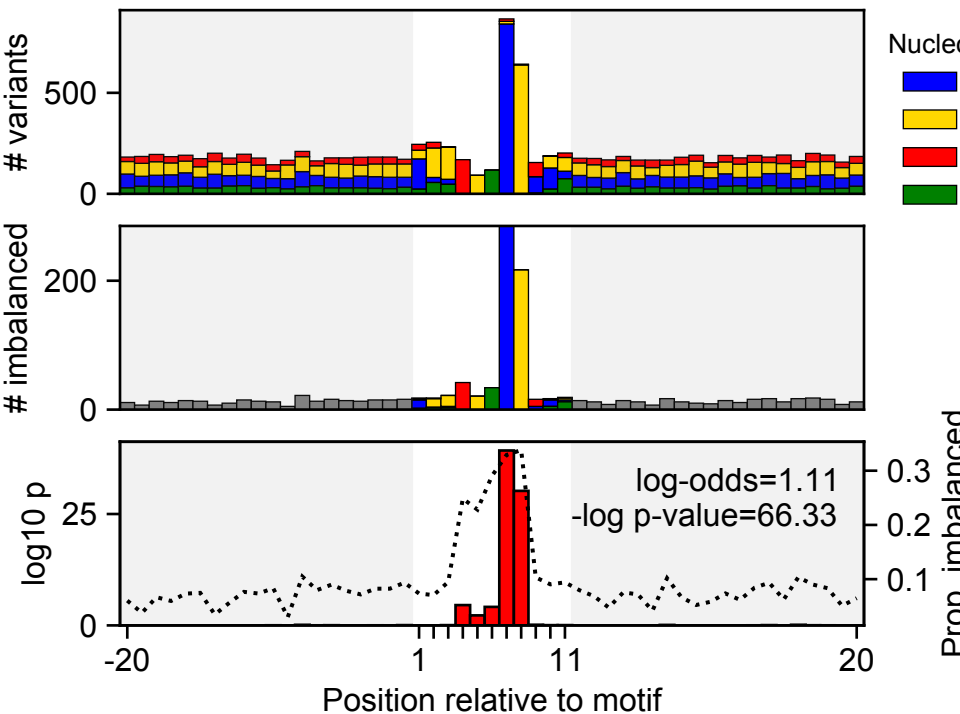 # variants
500
0
# imbalanced
200
0
log10 p
25
0
log-odds=1.11
-log p-value=66.33
0.3
0.2
0.1
Prop. imbalanced
-20
1
11
20
Position relative to motif